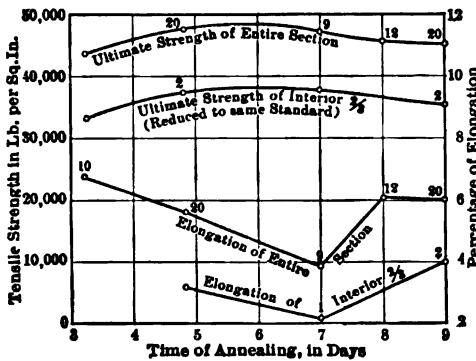 50,000
40,000
30,000
20,000
10,000
0
Tensile Strength in Lb. per Sq.In.
12
10
8
6
4
2
Percentage of Elongation
20
9
12
20
Ultimate Strength of Entire Section
2
2
Ultimate Strength of Interior ⅔
(Reduced to same Standard)
10
20
9
12
20
Elongation of Entire Section
2
Elongation of Interior ⅔
3 4 5 6 7 8 9
Time of Annealing, in Days